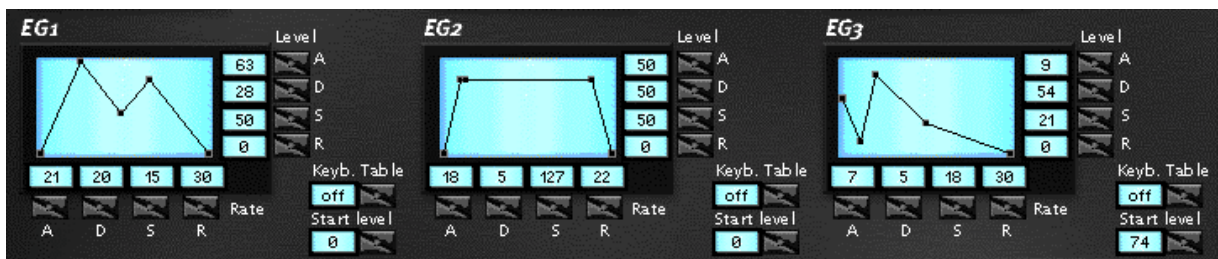 EG1
Level
63 A
28 D
50 S
0 R
21 20 15 30
Rate
A D S R
Keyb. Table
off
Start level
0
EG2
Level
50 A
50 D
50 S
0 R
18 5 127 22
Rate
A D S R
Keyb. Table
off
Start level
0
EG3
Level
9 A
54 D
21 S
0 R
7 5 18 30
Rate
A D S R
Keyb. Table
off
Start level
74